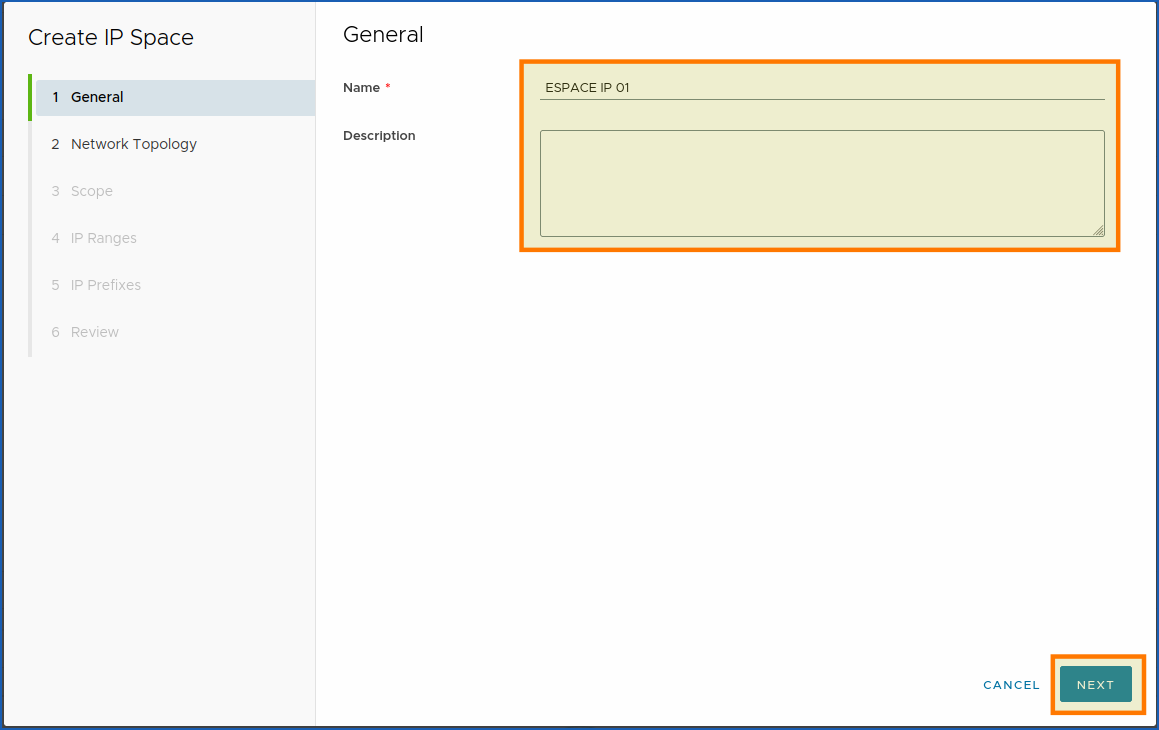 Create IP Space
1 General
2 Network Topology
3 Scope
4 IP Ranges
5 IP Prefixes
6 Review
General
Name *
ESPACE IP 01
Description
CANCEL
NEXT